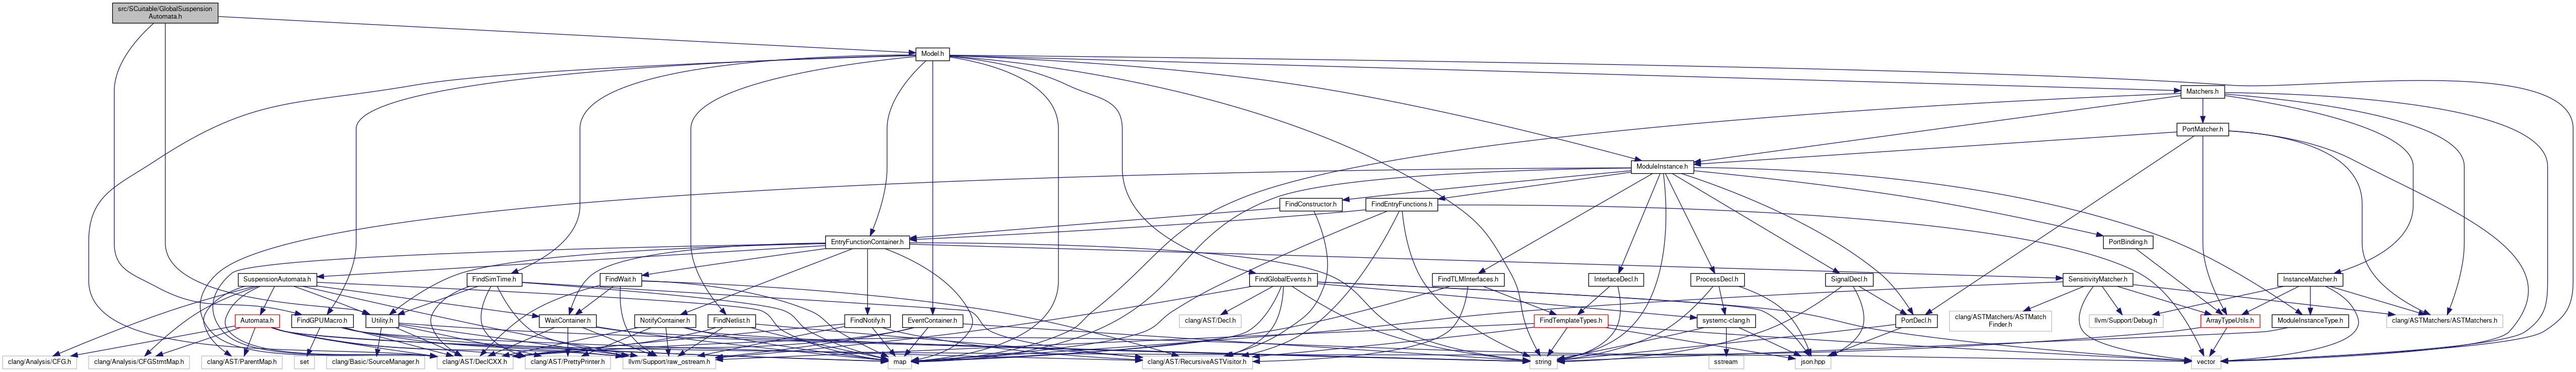 src/SCuitable/GlobalSuspension
Automata.h
Model.h
Matchers.h
PortMatcher.h
ModuleInstance.h
FindConstructor.h
FindEntryFunctions.h
EntryFunctionContainer.h
PortBinding.h
SuspensionAutomata.h
FindSimTime.h
FindWait.h
FindGlobalEvents.h
FindTLMInterfaces.h
InterfaceDecl.h
ProcessDecl.h
SignalDecl.h
SensitivityMatcher.h
InstanceMatcher.h
Automata.h
FindGPUMacro.h
Utility.h
WaitContainer.h
NotifyContainer.h
FindNetlist.h
FindNotify.h
EventContainer.h
clang/AST/Decl.h
FindTemplateTypes.h
systemc-clang.h
PortDecl.h
clang/ASTMatchers/ASTMatch
Finder.h
llvm/Support/Debug.h
ArrayTypeUtils.h
ModuleInstanceType.h
clang/ASTMatchers/ASTMatchers.h
clang/Analysis/CFG.h
clang/Analysis/CFGStmtMap.h
clang/AST/ParentMap.h
set
clang/Basic/SourceManager.h
clang/AST/DeclCXX.h
clang/AST/PrettyPrinter.h
llvm/Support/raw_ostream.h
map
clang/AST/RecursiveASTVisitor.h
string
sstream
json.hpp
vector